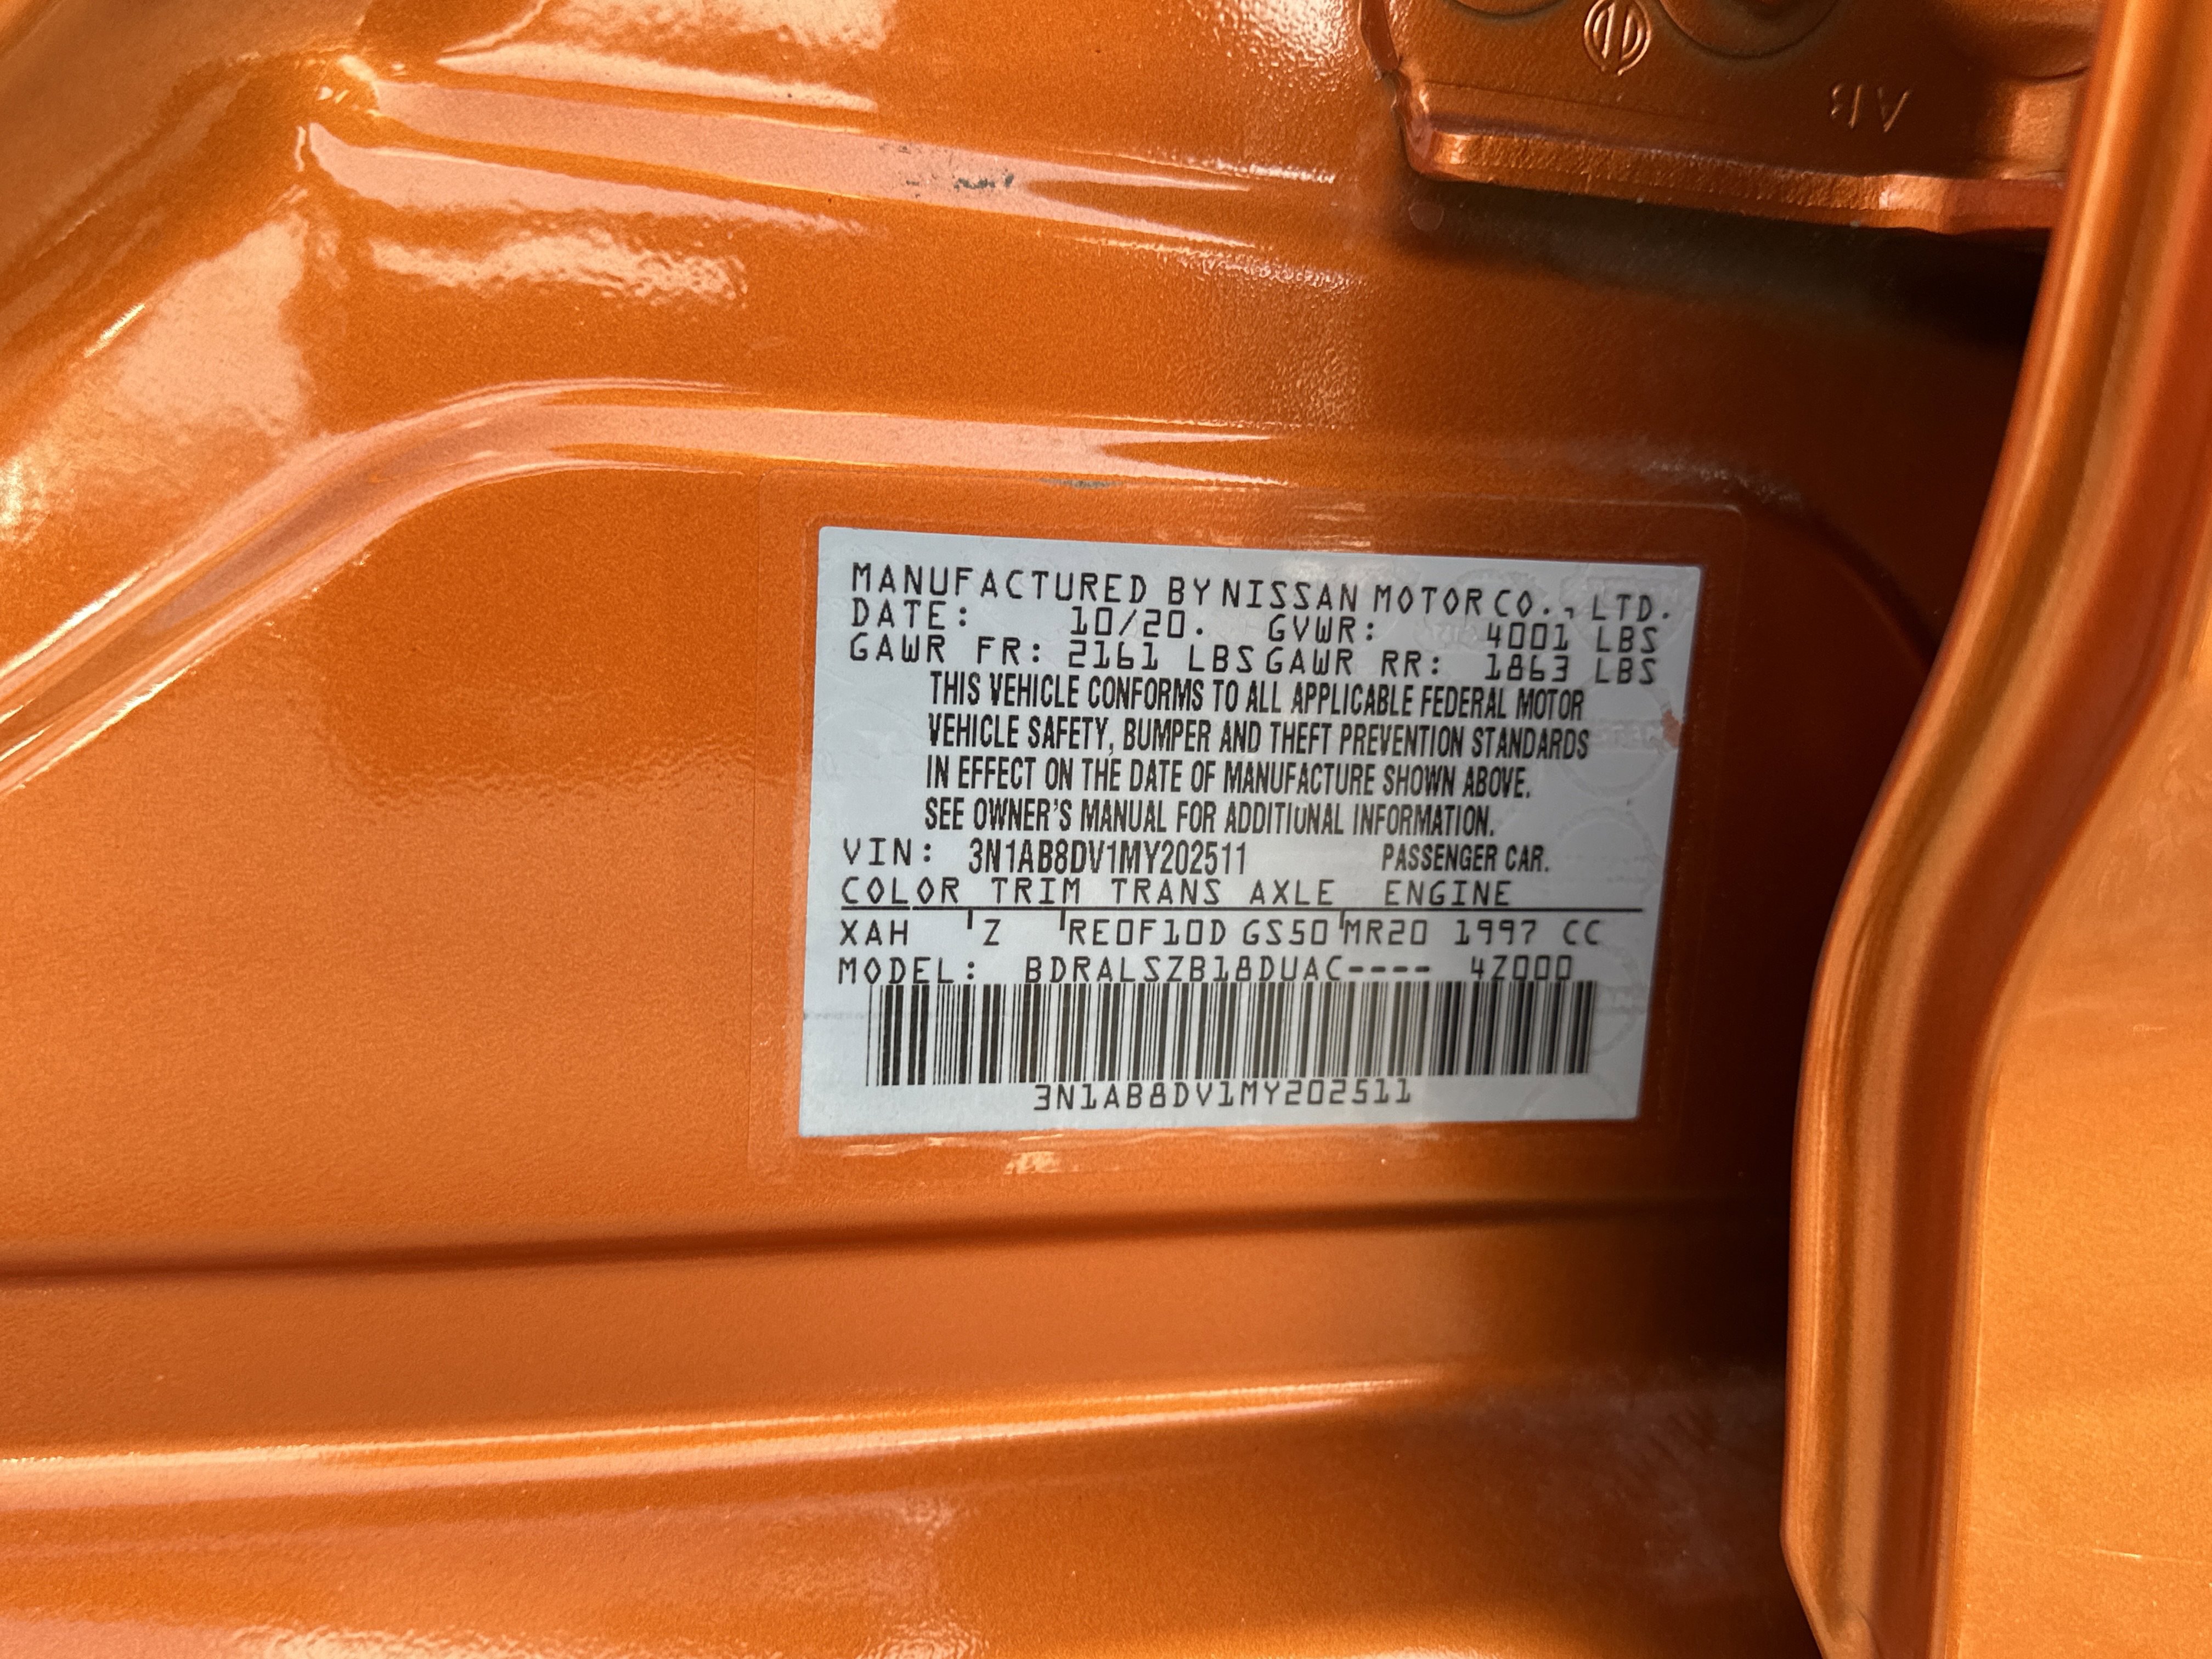 AB
MANUFACTURED BY NISSAN MOTOR CO., LTD.
DATE: 10/20. GVWR: 4001 LBS
GAWR FR: 2161 LBS GAWR RR: 1863 LBS
THIS VEHICLE CONFORMS TO ALL APPLICABLE FEDERAL MOTOR
VEHICLE SAFETY, BUMPER AND THEFT PREVENTION STANDARDS
IN EFFECT ON THE DATE OF MANUFACTURE SHOWN ABOVE.
SEE OWNER'S MANUAL FOR ADDITIONAL INFORMATION.
VIN: 3N1AB8DV1MY202511 PASSENGER CAR.
COLOR TRIM TRANS AXLE ENGINE
XAH Z RE0F10D GS50 MR20 1997 CC
MODEL: BDRALSZB18DUAC---- 4Z000
3N1AB8DV1MY202511